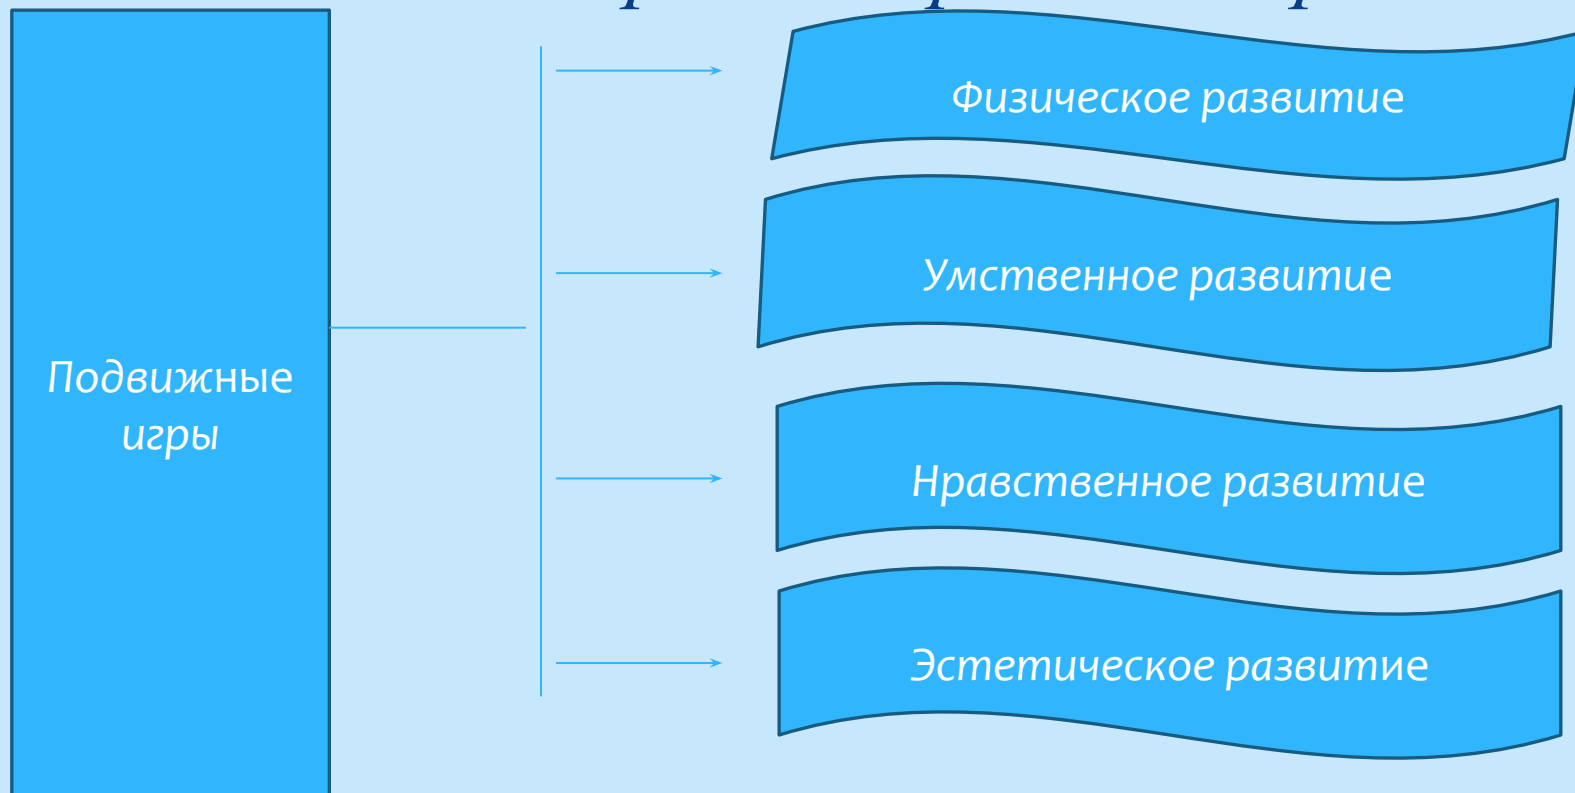 Подвижные
игры
Физическое развитие
Умственное развитие
Нравственное развитие
Эстетическое развитие